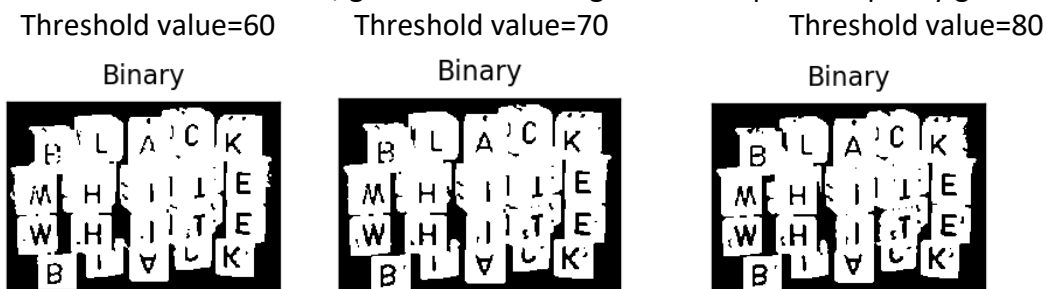 Threshold value=60 Threshold value=70 Threshold value=80
Binary Binary Binary
B L A C K B L A C K B L A C K
W H I T E W H I T E W H I T E
W H I T E W H I T E W H I T E
B A K B A K B A K